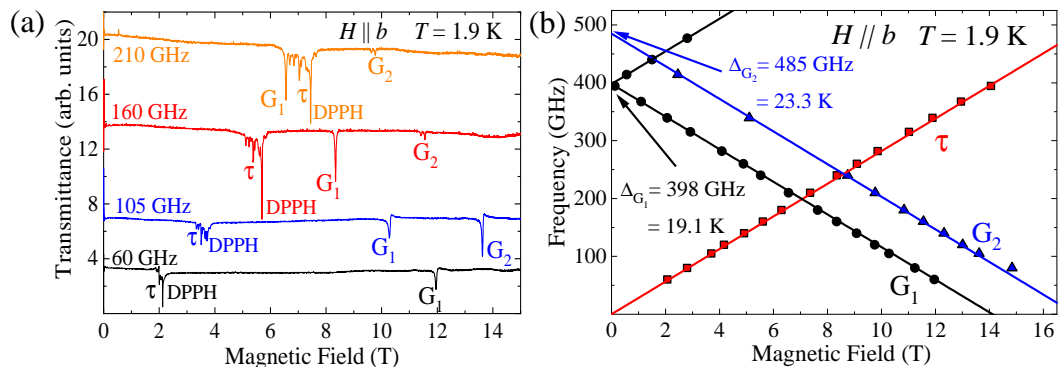 (a)
H ∥ b   T = 1.9 K
210 GHz
G₁
τ
DPPH
G₂
160 GHz
τ
DPPH
G₁
G₂
105 GHz
τ
DPPH
G₁
G₂
60 GHz
τ
DPPH
G₁
20
16
12
8
4
0 2 4 6 8 10 12 14
Transmittance (arb. units)
Magnetic Field (T)
(b)
H // b   T = 1.9 K
Δ_G₂ = 485 GHz
= 23.3 K
τ
Δ_G₁ = 398 GHz
= 19.1 K
G₂
G₁
500
400
300
200
100
0 2 4 6 8 10 12 14 16
Frequency (GHz)
Magnetic Field (T)